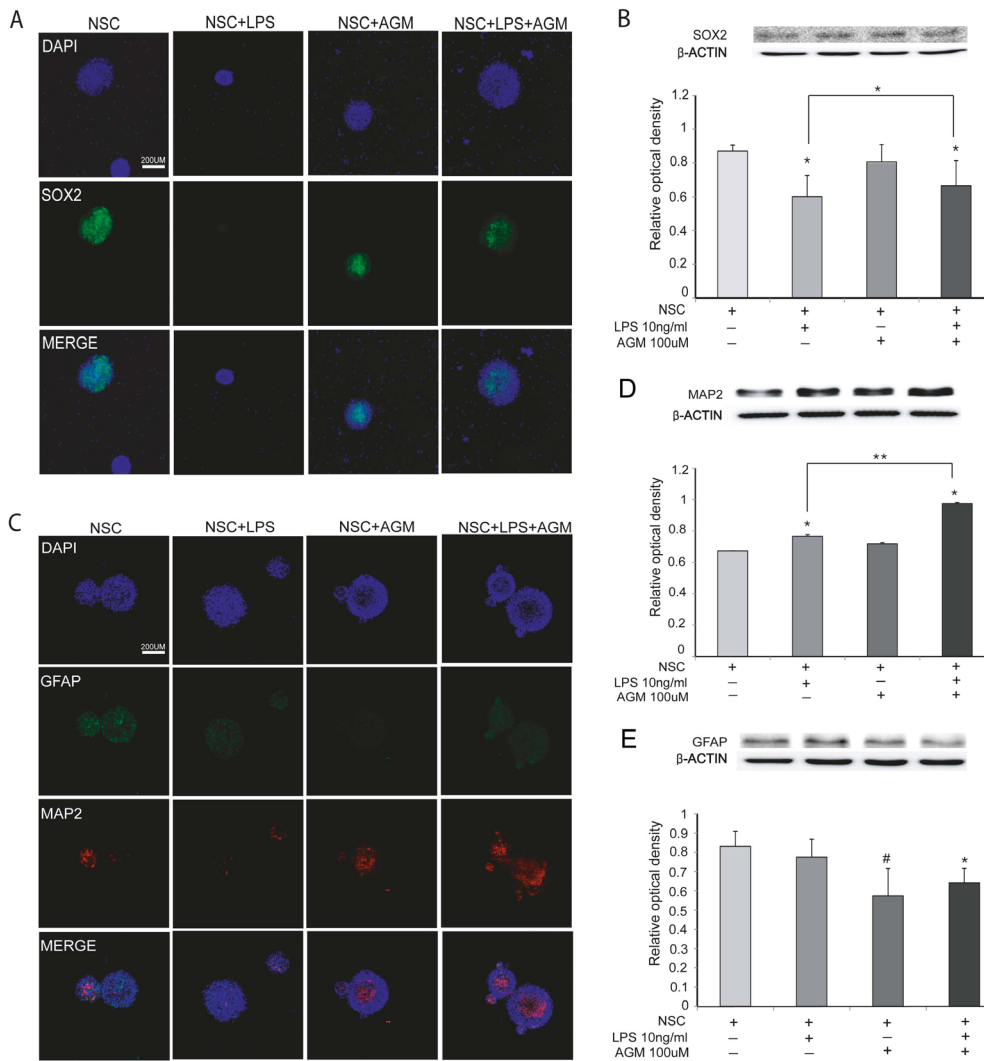 A
NSC NSC+LPS NSC+AGM NSC+LPS+AGM
DAPI
200UM
SOX2
MERGE
B
SOX2
β-ACTIN
*
* *
Relative optical density
1.2
1
0.8
0.6
0.4
0.2
0
NSC + + + +
LPS 10ng/ml – + – +
AGM 100uM – – + +
C
NSC NSC+LPS NSC+AGM NSC+LPS+AGM
DAPI
200UM
GFAP
MAP2
MERGE
D
MAP2
β-ACTIN
**
* *
Relative optical density
1.2
1
0.8
0.6
0.4
0.2
0
NSC + + + +
LPS 10ng/ml – + – +
AGM 100uM – – + +
E
GFAP
β-ACTIN
# *
Relative optical density
1
0.9
0.8
0.7
0.6
0.5
0.4
0.3
0.2
0.1
0
NSC + + + +
LPS 10ng/ml – + – +
AGM 100uM – – + +